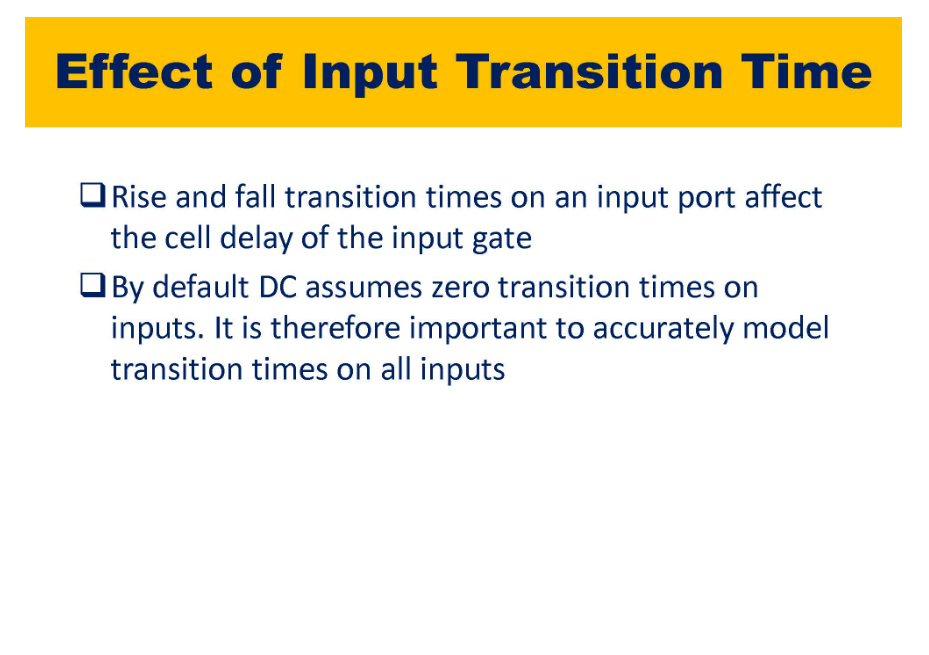 Effect of Input Transition Time
❑Rise and fall transition times on an input port affect
the cell delay of the input gate
❑By default DC assumes zero transition times on
inputs. It is therefore important to accurately model
transition times on all inputs